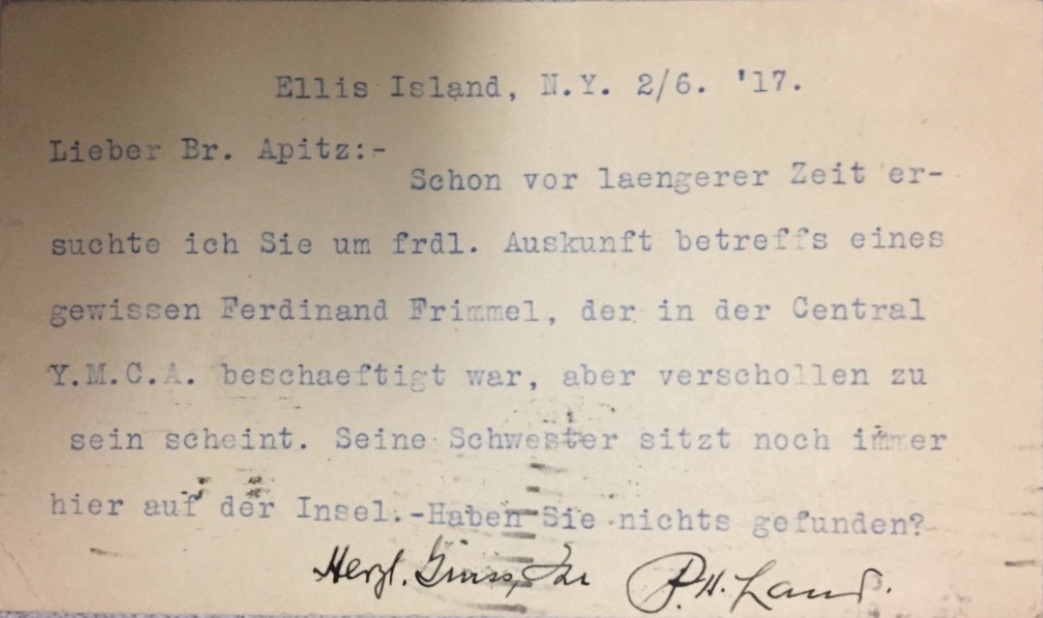 Ellis Island, N.Y. 2/6. '17.
Lieber Br. Apitz:-
Schon vor laengerer Zeit er-
suchte ich Sie um frdl. Auskunft betreffs eines
gewissen Ferdinand Frimmel, der in der Central
Y.M.C.A. beschaeftigt war, aber verschollen zu
sein scheint. Seine Schwester sitzt noch immer
hier auf der Insel.-Haben Sie nichts gefunden?
Herzl. Gruss, Ihr P.H. Land.